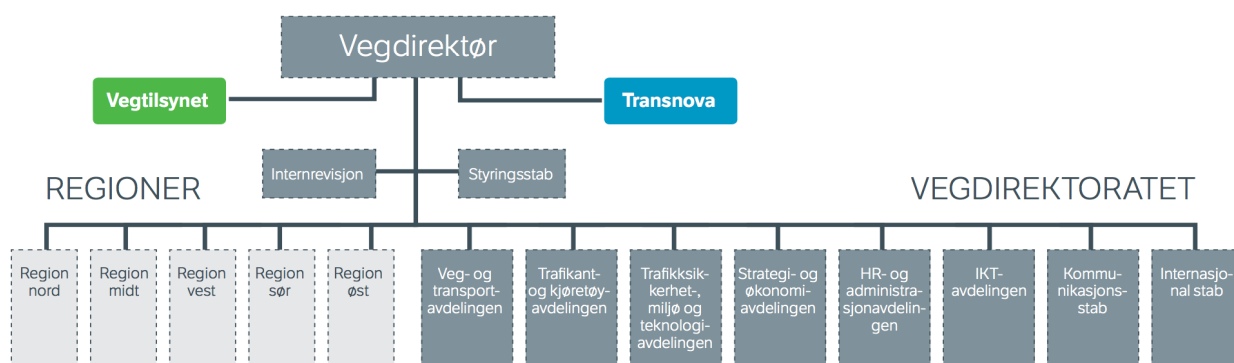 Vegdirektør
Vegtilsynet
Transnova
Internrevisjon
Styringsstab
REGIONER
VEGDIREKTORATET
Region
nord
Region
midt
Region
vest
Region
sør
Region
øst
Veg- og
transport-
avdelingen
Trafikant-
og kjøretøy-
avdelingen
Trafikksik-
kerhet-,
miljø og
teknologi-
avdelingen
Strategi- og
økonomi-
avdelingen
HR- og
administra-
sjonavdelin-
gen
IKT-
avdelingen
Kommu-
nikasjons-
stab
Internasjo-
nal stab